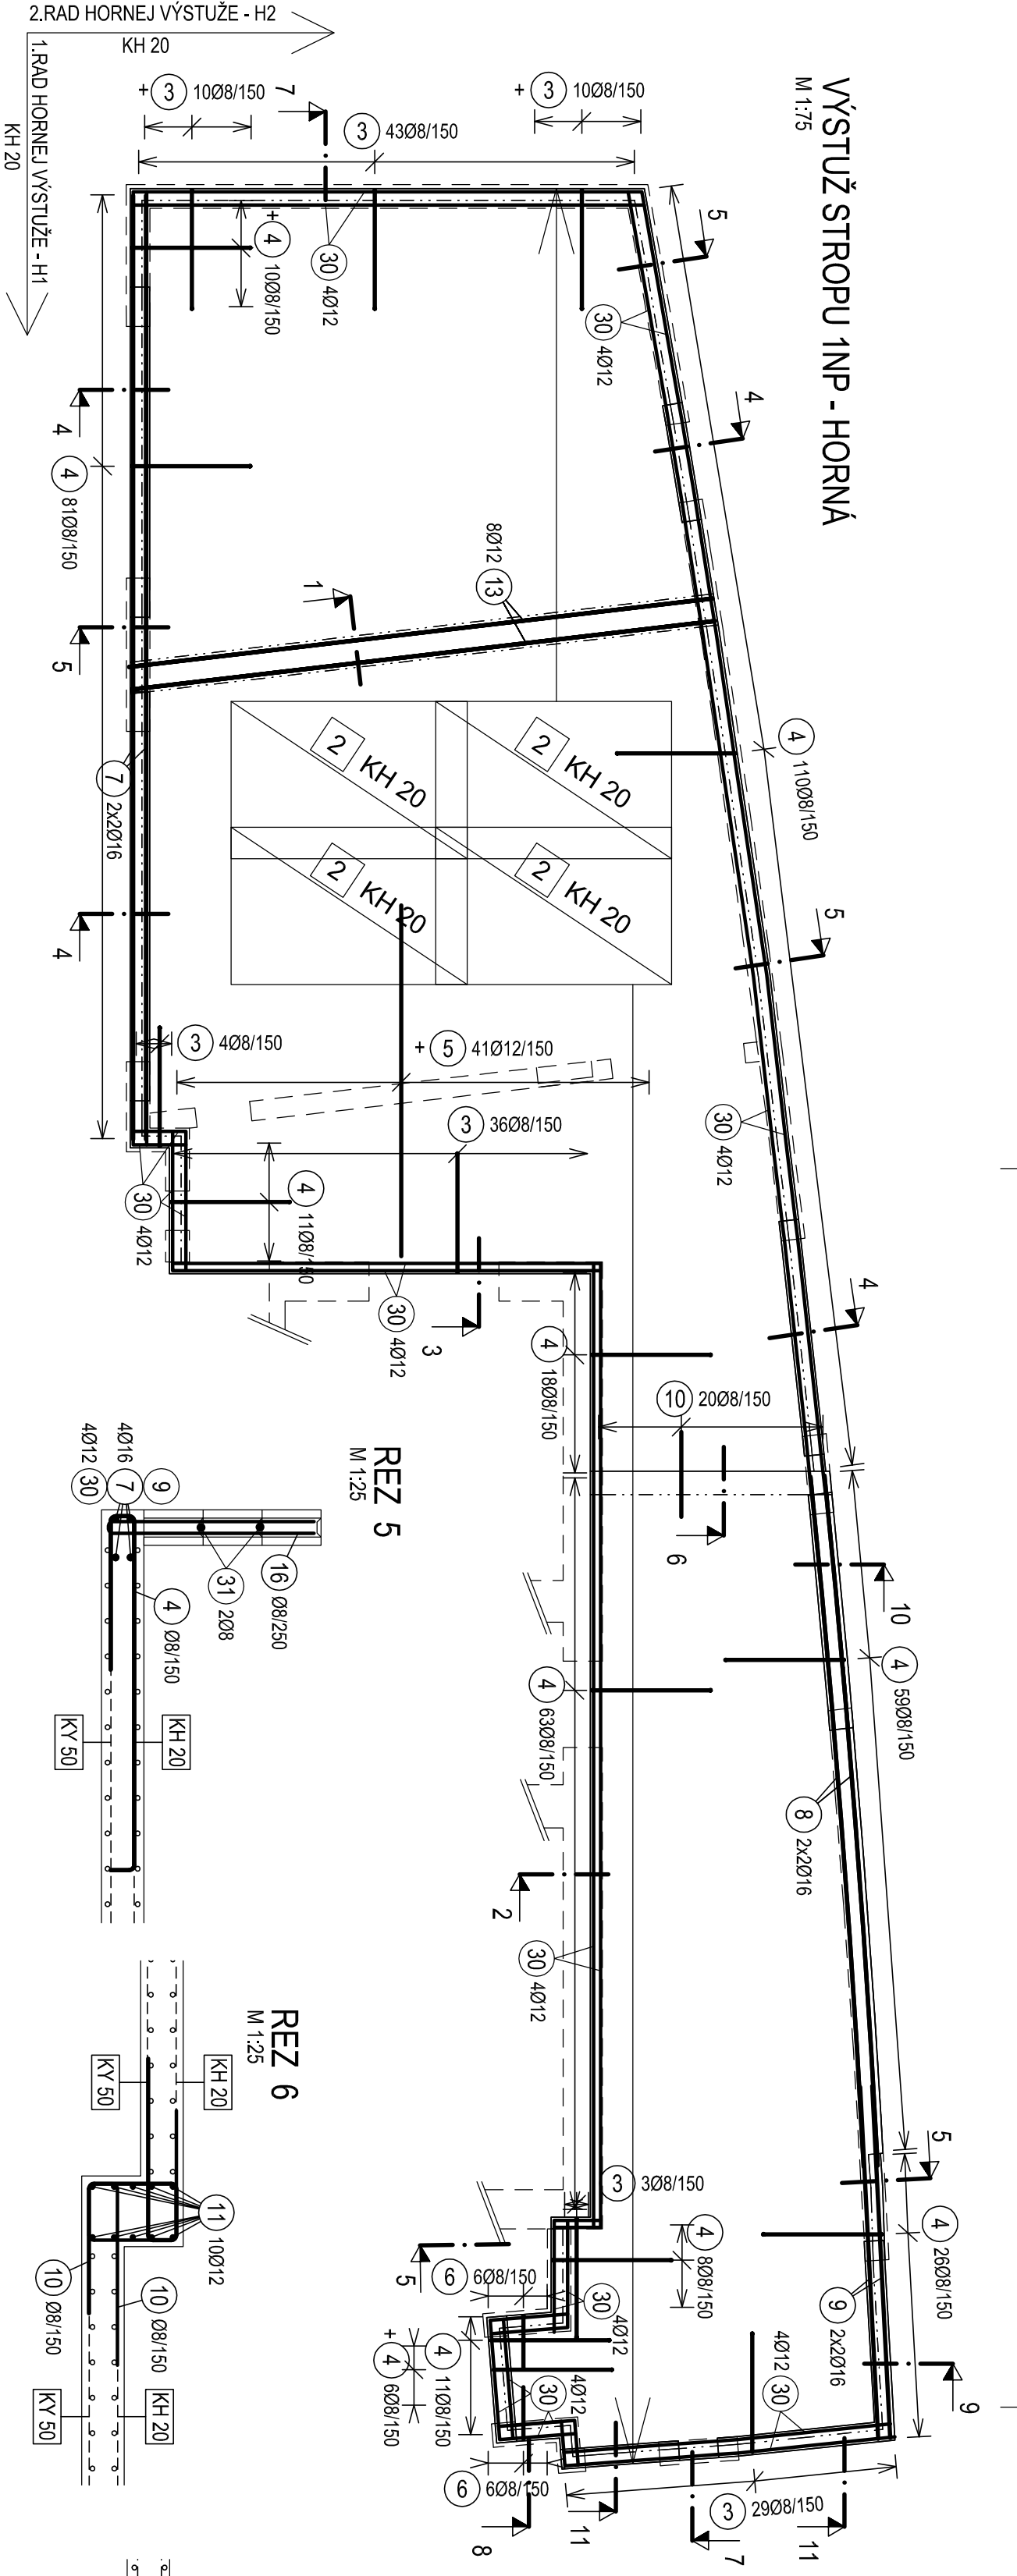 2.RAD HORNEJ VÝSTUŽE - H2
KH 20
1.RAD HORNEJ VÝSTUŽE - H1
KH 20
VÝSTUŽ STROPU 1NP - HORNÁ
M 1:75
+ 3 10Ø8/150
7
3 43Ø8/150
+ 3 10Ø8/150
+ 4 10Ø8/150
30 4Ø12
30 4Ø12
5
4
4
4 81Ø8/150
5
7 2x2Ø16
4
1
8Ø12 13
2 KH 20
2 KH 20
2 KH 20
2 KH 20
4 110Ø8/150
5
30 4Ø12
4
3 4Ø8/150
+ 5 41Ø12/150
3 36Ø8/150
4 11Ø8/150
30 4Ø12
30 4Ø12
3
4 18Ø8/150
10 20Ø8/150
6
10
4 59Ø8/150
4 63Ø8/150
8 2x2Ø16
2
30 4Ø12
5
3 3Ø8/150
4 8Ø8/150
4 26Ø8/150
5
6 6Ø8/150
30 4Ø12
9 2x2Ø16
4 11Ø8/150
+ 4 6Ø8/150
30 4Ø12
4Ø12 30
9
6 6Ø8/150
3 29Ø8/150
8
11
7
11
REZ 5
M 1:25
4Ø16 7 9
4Ø12 30
31 2Ø8
16 Ø8/250
4 Ø8/150
KH 20
KY 50
REZ 6
M 1:25
KH 20
KY 50
11 10Ø12
10 Ø8/150
10 Ø8/150
KH 20
KY 50